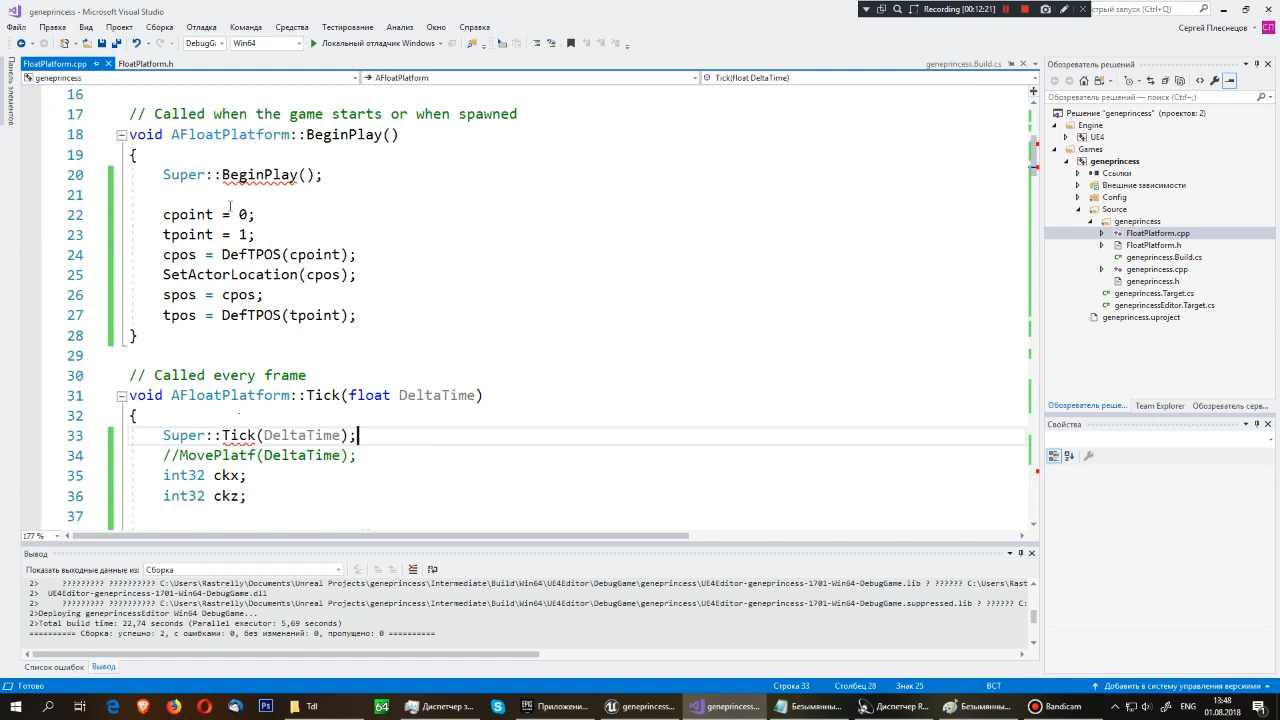 geneprincess - Microsoft Visual Studio
Recording [00:12:21]
стрый запуск (Ctrl+Q)
Файл Правка Вид Проект Сборка Отладка Команда Средства Тестирование Анализ Окно Справка
Сергей Плеснецов СП
DebugG Win64 Локальный отладчик Windows
FloatPlatform.cpp FloatPlatform.h geneprincess.Build.cs
geneprincess AFloatPlatform Tick(float DeltaTime)
Панель элементов
16
17 // Called when the game starts or when spawned
18 void AFloatPlatform::BeginPlay()
19 {
20 Super::BeginPlay();
21
22 cpoint = 0;
23 tpoint = 1;
24 cpos = DefTPOS(cpoint);
25 SetActorLocation(cpos);
26 spos = cpos;
27 tpos = DefTPOS(tpoint);
28 }
29
30 // Called every frame
31 void AFloatPlatform::Tick(float DeltaTime)
32 {
33 Super::Tick(DeltaTime);
34 //MovePlatf(DeltaTime);
35 int32 ckx;
36 int32 ckz;
37
177 %
Обозреватель решений
Обозреватель решений — поиск (Ctrl+;)
Решение "geneprincess" (проектов: 2)
Engine
UE4
Games
geneprincess
Ссылки
Внешние зависимости
Config
Source
geneprincess
FloatPlatform.cpp
FloatPlatform.h
geneprincess.Build.cs
geneprincess.cpp
geneprincess.h
geneprincess.Target.cs
geneprincessEditor.Target.cs
geneprincess.uproject
Обозреватель реше... Team Explorer Обозреватель серв...
Свойства
Вывод
Показать выходные данные из: Сборка
2> ????????? ?????????? C:\Users\Rastrelly\Documents\Unreal Projects\geneprincess\Intermediate\Build\Win64\UE4Editor\DebugGame\geneprincess\UE4Editor-geneprincess-1701-Win64-DebugGame.lib ? ?????? C:\Users\Rast
2> UE4Editor-geneprincess-1701-Win64-DebugGame.dll
2> ????????? ?????????? C:\Users\Rastrelly\Documents\Unreal Projects\geneprincess\Intermediate\Build\Win64\UE4Editor\DebugGame\geneprincess\UE4Editor-geneprincess-1701-Win64-DebugGame.suppressed.lib ? ?????? C:
2>Deploying geneprincessEditor Win64 DebugGame...
2>Total build time: 22,74 seconds (Parallel executor: 5,69 seconds)
========== Сборка: успешно: 2, с ошибками: 0, без изменений: 0, пропущено: 0 ==========
Список ошибок Вывод
Готово Строка 33 Столбец 28 Знак 25 ВСТ Добавить в систему управления версиями
Tdl 64 Диспетчер з... Приложени... geneprincess... geneprincess... Безымянны... Диспетчер R... Безымянны... Bandicam
13:48
01.08.2018